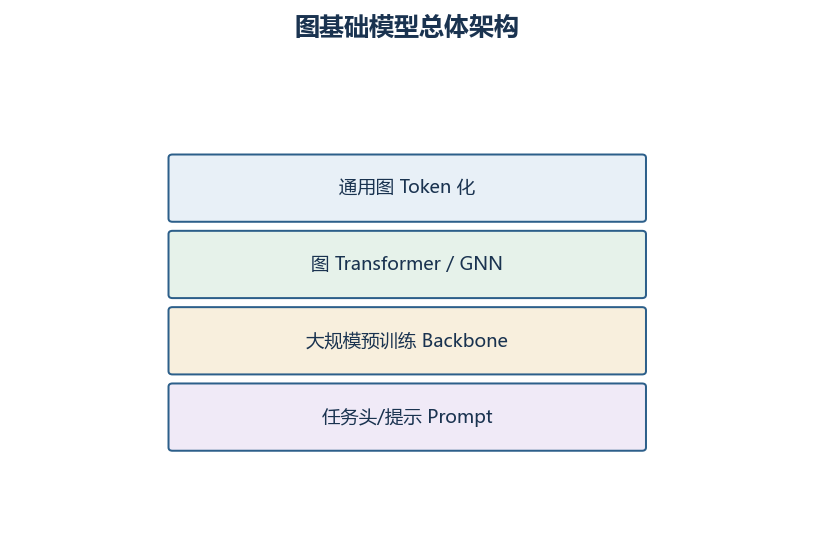 图基础模型总体架构
通用图 Token 化
图 Transformer / GNN
大规模预训练 Backbone
任务头/提示 Prompt